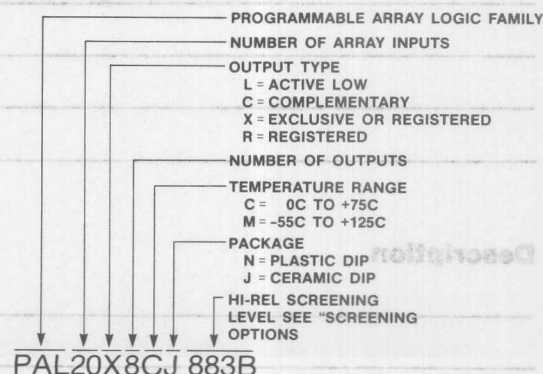 PROGRAMMABLE ARRAY LOGIC FAMILY
NUMBER OF ARRAY INPUTS
OUTPUT TYPE
L = ACTIVE LOW
C = COMPLEMENTARY
X = EXCLUSIVE OR REGISTERED
R = REGISTERED
NUMBER OF OUTPUTS
TEMPERATURE RANGE
C = 0C TO +75C
M = -55C TO +125C
PACKAGE
N = PLASTIC DIP
J = CERAMIC DIP
HI-REL SCREENING
LEVEL SEE "SCREENING
OPTIONS
PAL20X8CJ 883B
Description